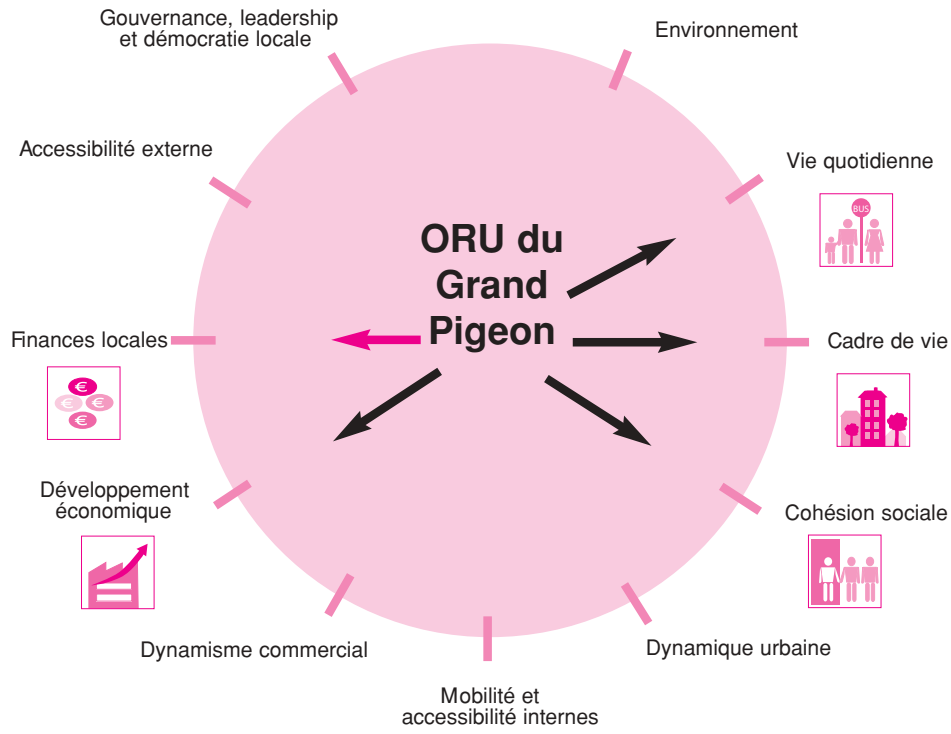 Gouvernance, leadership
et démocratie locale
Environnement
Accessibilité externe
Vie quotidienne
BUS
ORU du
Grand
Pigeon
Finances locales
€
€ €
€
Cadre de vie
Développement
économique
Cohésion sociale
Dynamisme commercial
Dynamique urbaine
Mobilité et
accessibilité internes